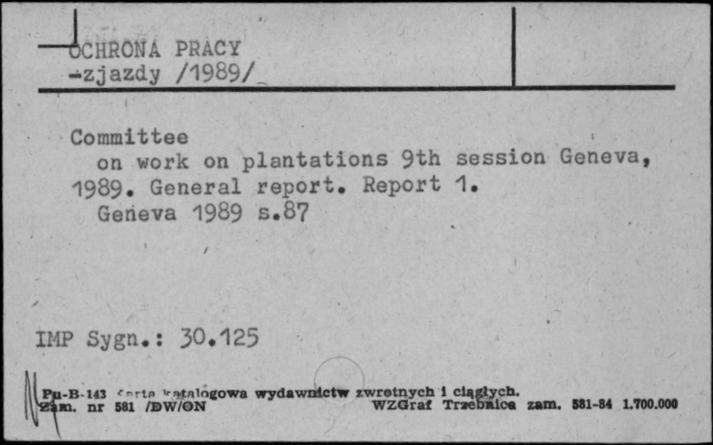 OCHRONA PRACY
-zjazdy /1989/
Committee
on work on plantations 9th session Geneva,
1989. General report. Report 1.
Geneva 1989 s.87
IMP Sygn.: 30.125
Pu-B-143 Karta katalogowa wydawnictw zwrotnych i ciągłych.
Zam. nr 581 /DW/ON WZGraf Trzebnica zam. 581-84 1.700.000